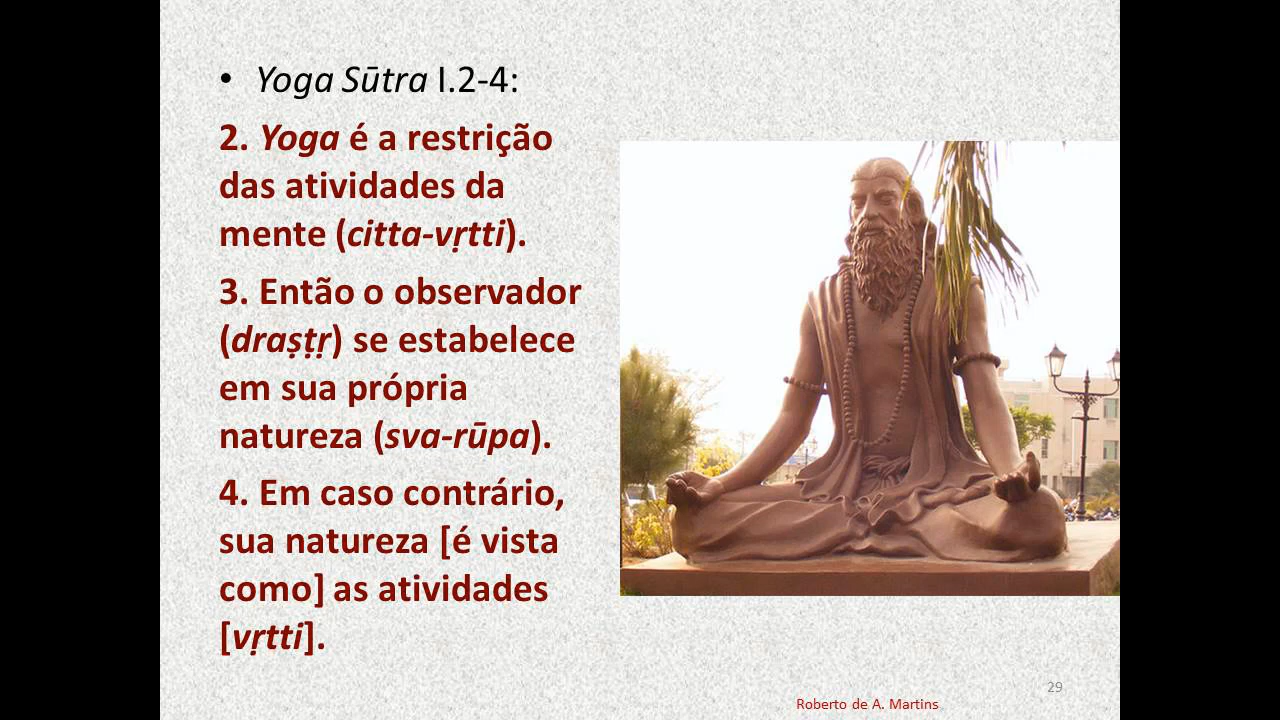 • Yoga Sūtra I.2-4:
2. Yoga é a restrição
das atividades da
mente (citta-vṛtti).
3. Então o observador
(draṣṭṛ) se estabelece
em sua própria
natureza (sva-rūpa).
4. Em caso contrário,
sua natureza [é vista
como] as atividades
[vṛtti].
29
Roberto de A. Martins